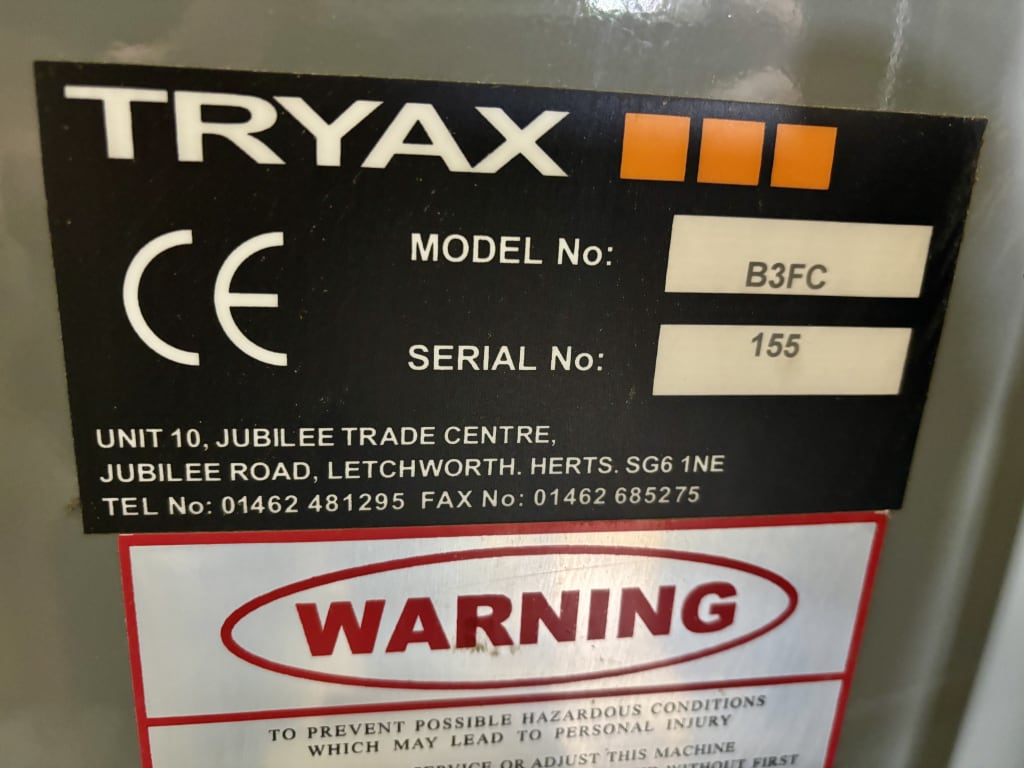 TRYAX
CE
MODEL No: B3FC
SERIAL No: 155
UNIT 10, JUBILEE TRADE CENTRE,
JUBILEE ROAD, LETCHWORTH. HERTS. SG6 1NE
TEL No: 01462 481295 FAX No: 01462 685275
WARNING
TO PREVENT POSSIBLE HAZARDOUS CONDITIONS
WHICH MAY LEAD TO PERSONAL INJURY
SERVICE OR ADJUST THIS MACHINE
WITHOUT FIRST